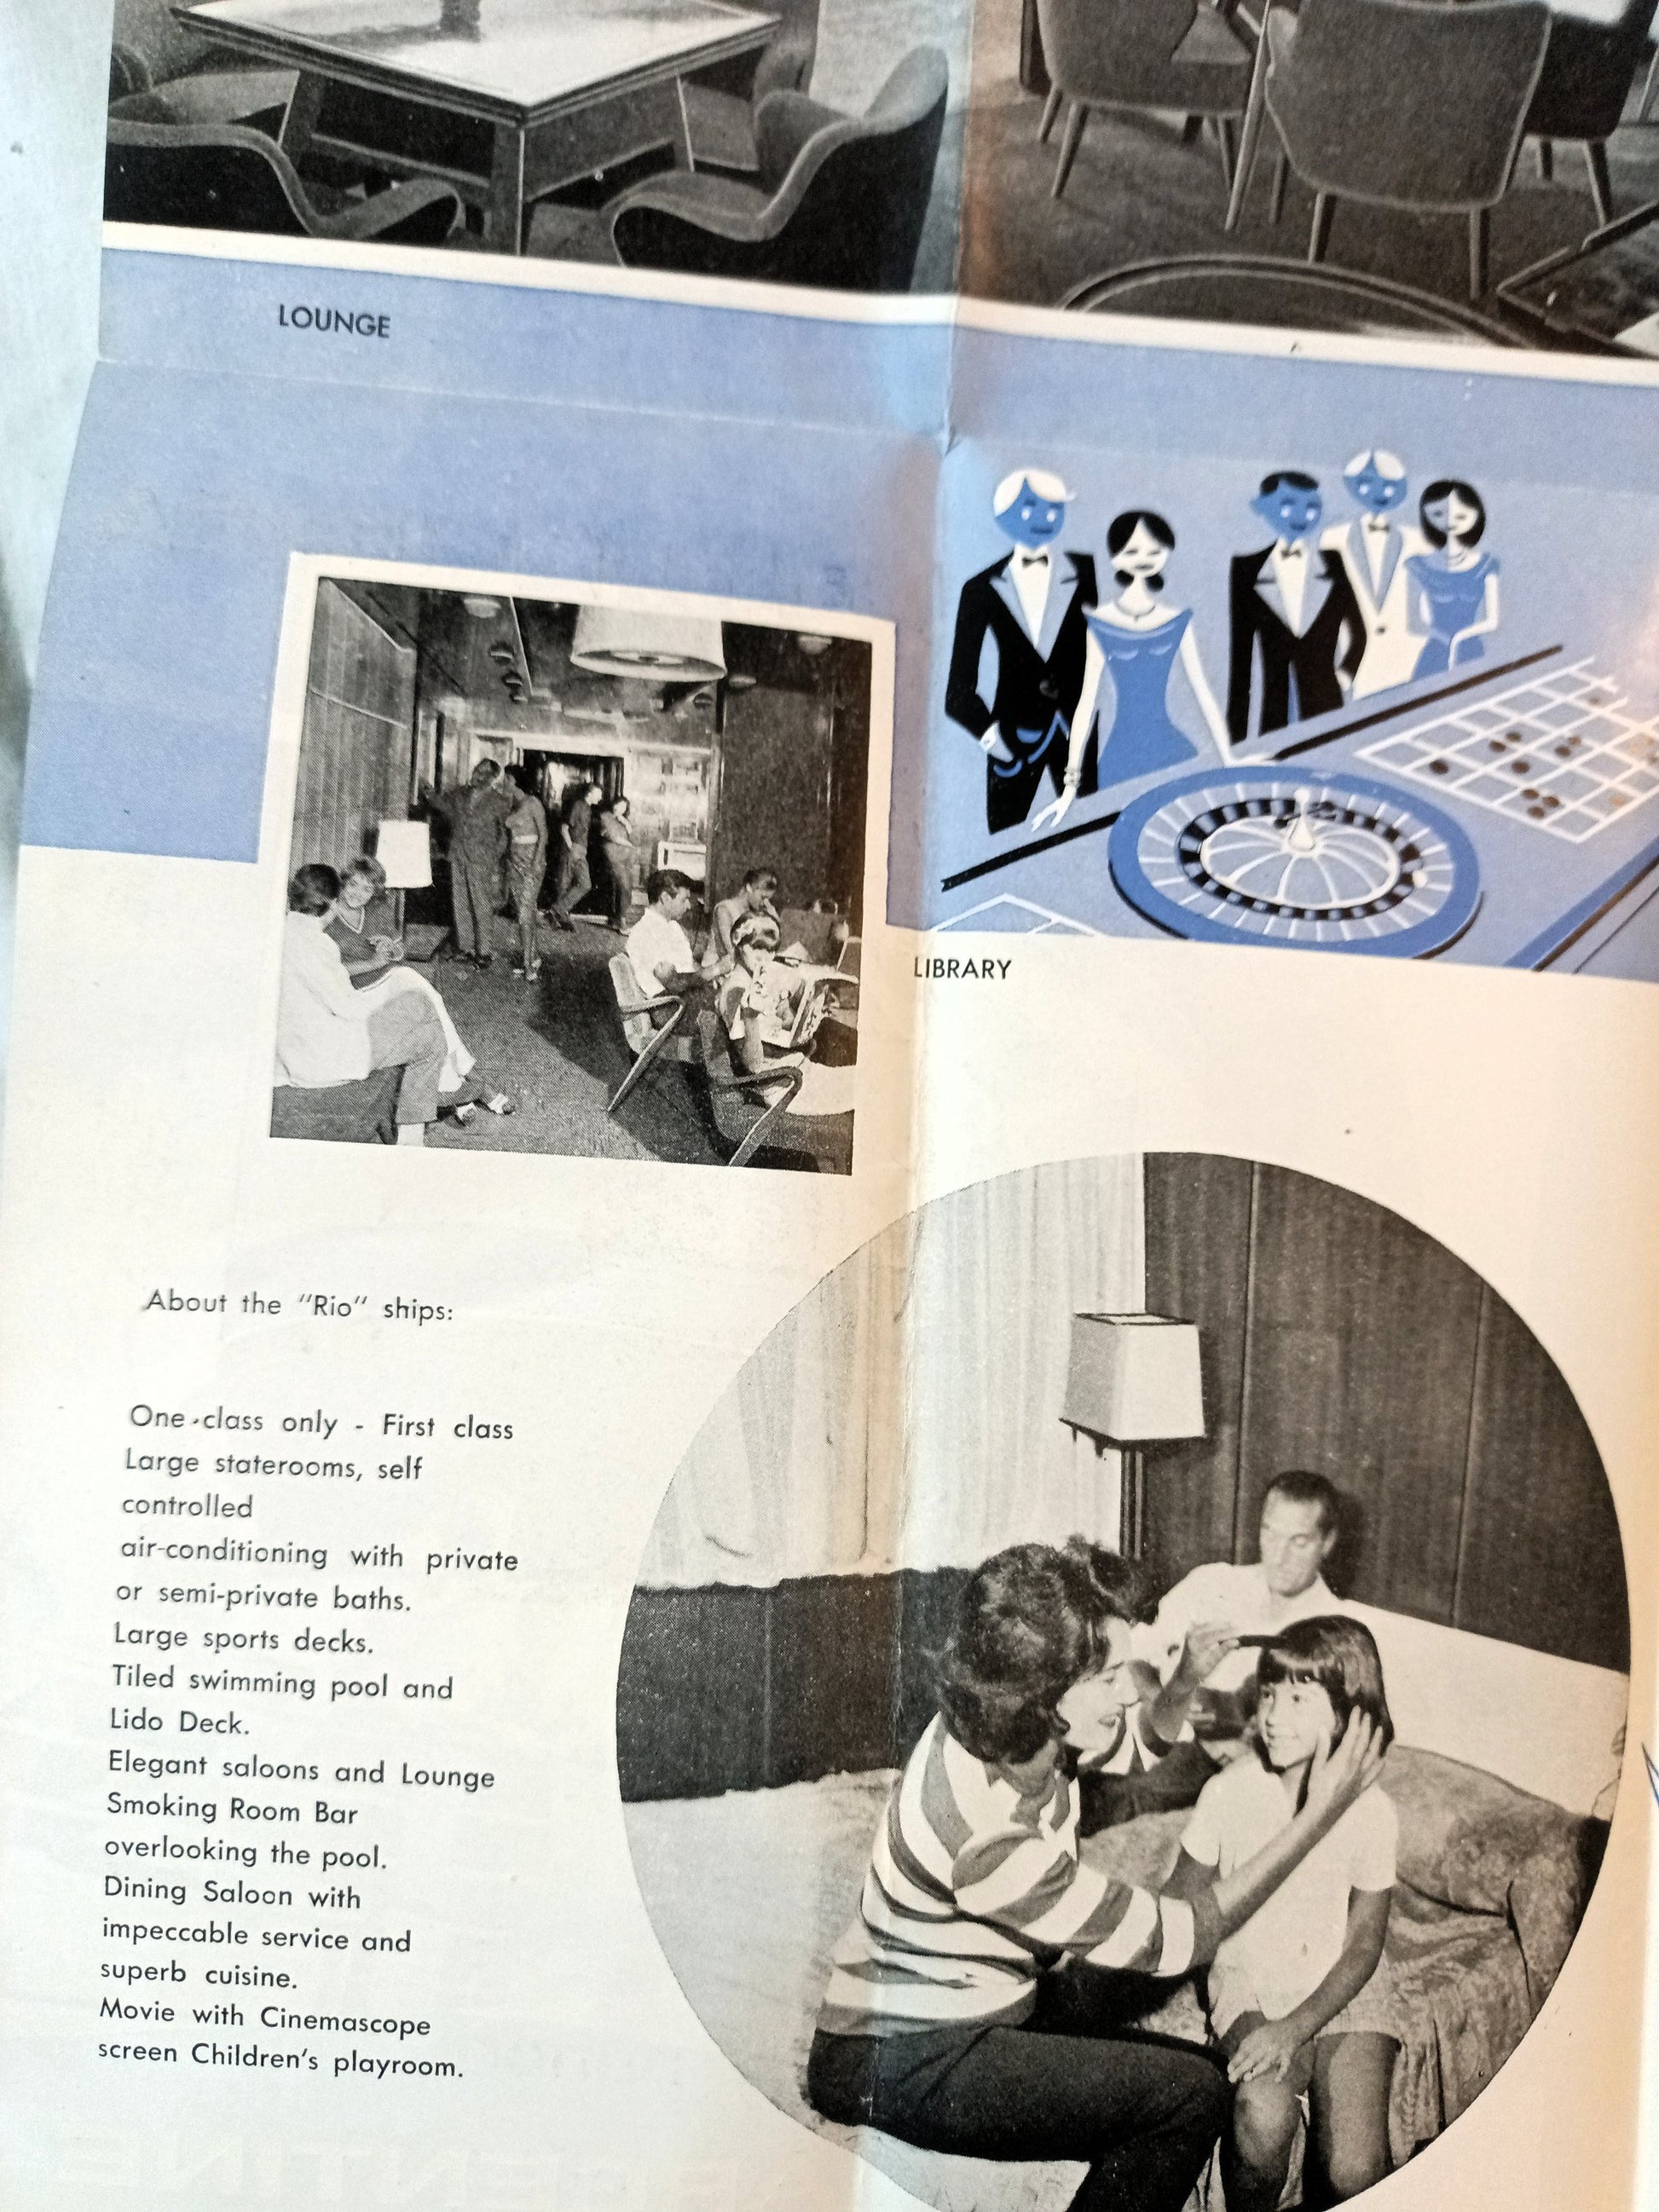 LOUNGE
LIBRARY
About the "Rio" ships:
One-class only - First class
Large staterooms, self
controlled
air-conditioning with private
or semi-private baths.
Large sports decks.
Tiled swimming pool and
Lido Deck.
Elegant saloons and Lounge
Smoking Room Bar
overlooking the pool.
Dining Saloon with
impeccable service and
superb cuisine.
Movie with Cinemascope
screen Children's playroom.